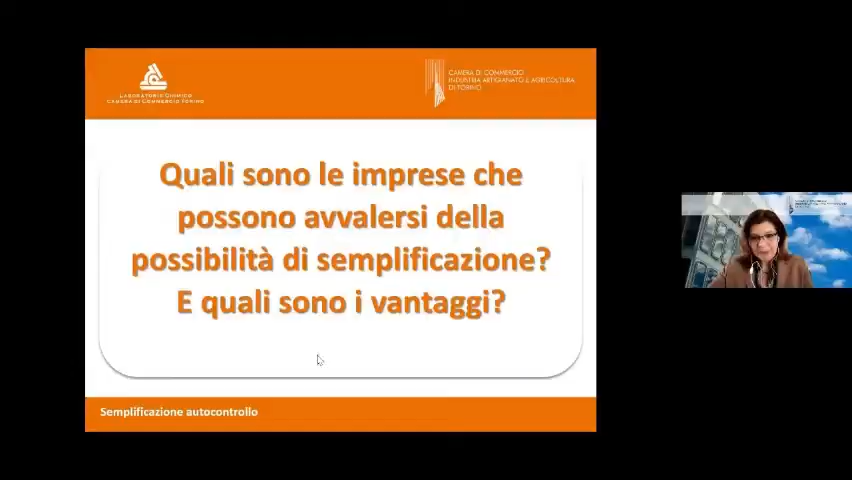 LABORATORIO CHIMICO
CAMERA DI COMMERCIO TORINO
CAMERA DI COMMERCIO
INDUSTRIA ARTIGIANATO E AGRICOLTURA
DI TORINO
Quali sono le imprese che
possono avvalersi della
possibilità di semplificazione?
E quali sono i vantaggi?
Semplificazione autocontrollo